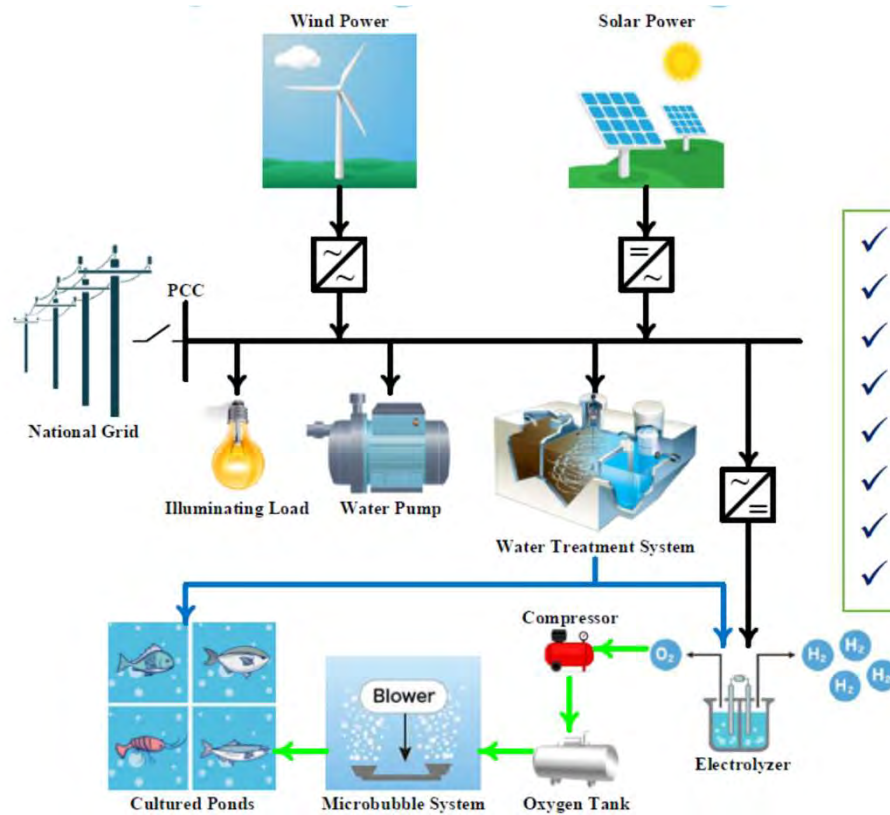 Wind Power
Solar Power
PCC
National Grid
Illuminating Load
Water Pump
Water Treatment System
Compressor
O₂
H₂
H₂
H₂
H₂
Blower
Electrolyzer
Cultured Ponds
Microbubble System
Oxygen Tank